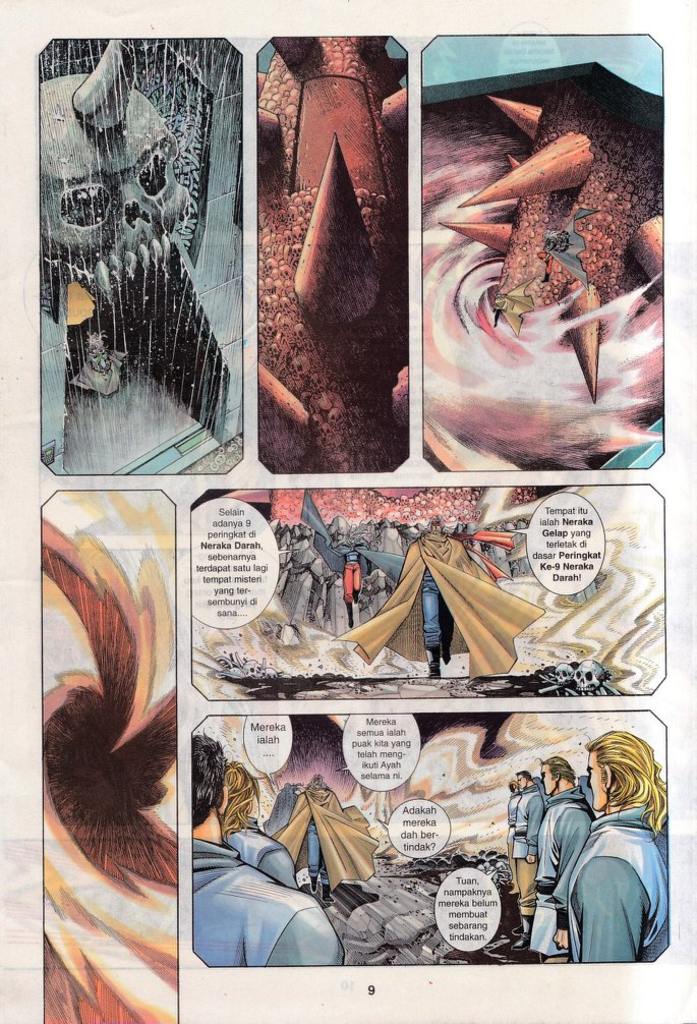 Selain
adanya 9
peringkat di
Neraka Darah,
sebenarnya
terdapat satu lagi
tempat misteri
yang ter-
sembunyi di
sana....
Tempat itu
ialah Neraka
Gelap yang
terletak di
dasar Peringkat
Ke-9 Neraka
Darah!
Mereka
ialah
....
Mereka
semua ialah
puak kita yang
telah meng-
ikuti Ayah
selama ni.
Adakah
mereka
dah ber-
tindak?
Tuan,
nampaknya
mereka belum
membuat
sebarang
tindakan.
9